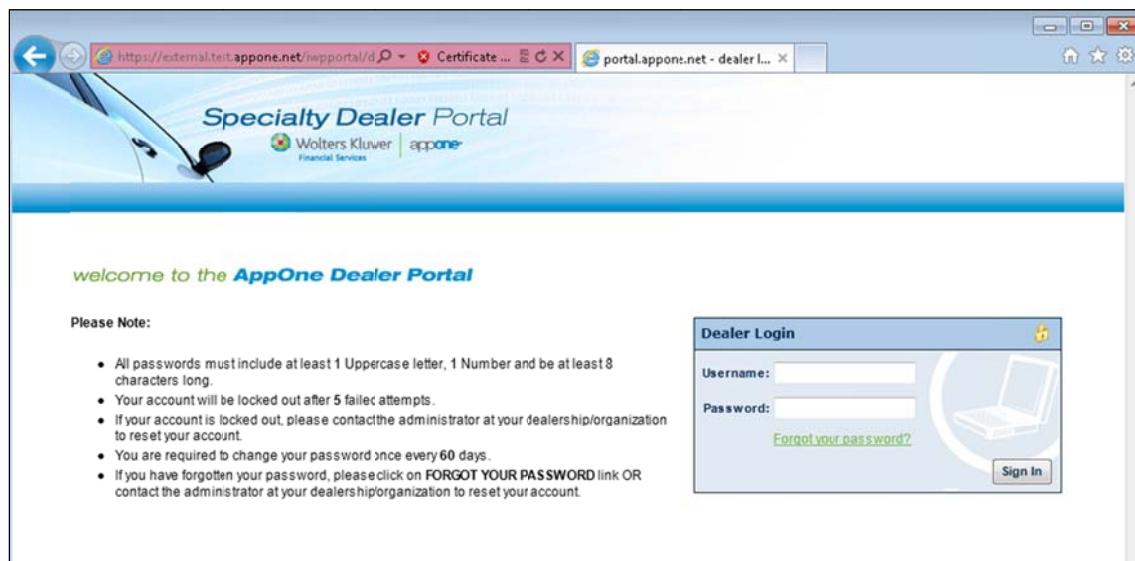 https://external.test.appone.net/iwpportal/d
Certificate ...
portal.appone.net - dealer l...
Specialty Dealer Portal
Wolters Kluwer
Financial Services
appone
welcome to the AppOne Dealer Portal
Please Note:
• All passwords must include at least 1 Uppercase letter, 1 Number and be at least 8
characters long.
• Your account will be locked out after 5 failed attempts.
• If your account is locked out, please contact the administrator at your dealership/organization
to reset your account.
• You are required to change your password once every 60 days.
• If you have forgotten your password, please click on FORGOT YOUR PASSWORD link OR
contact the administrator at your dealership/organization to reset your account.
Dealer Login
Username:
Password:
Forgot your password?
Sign In